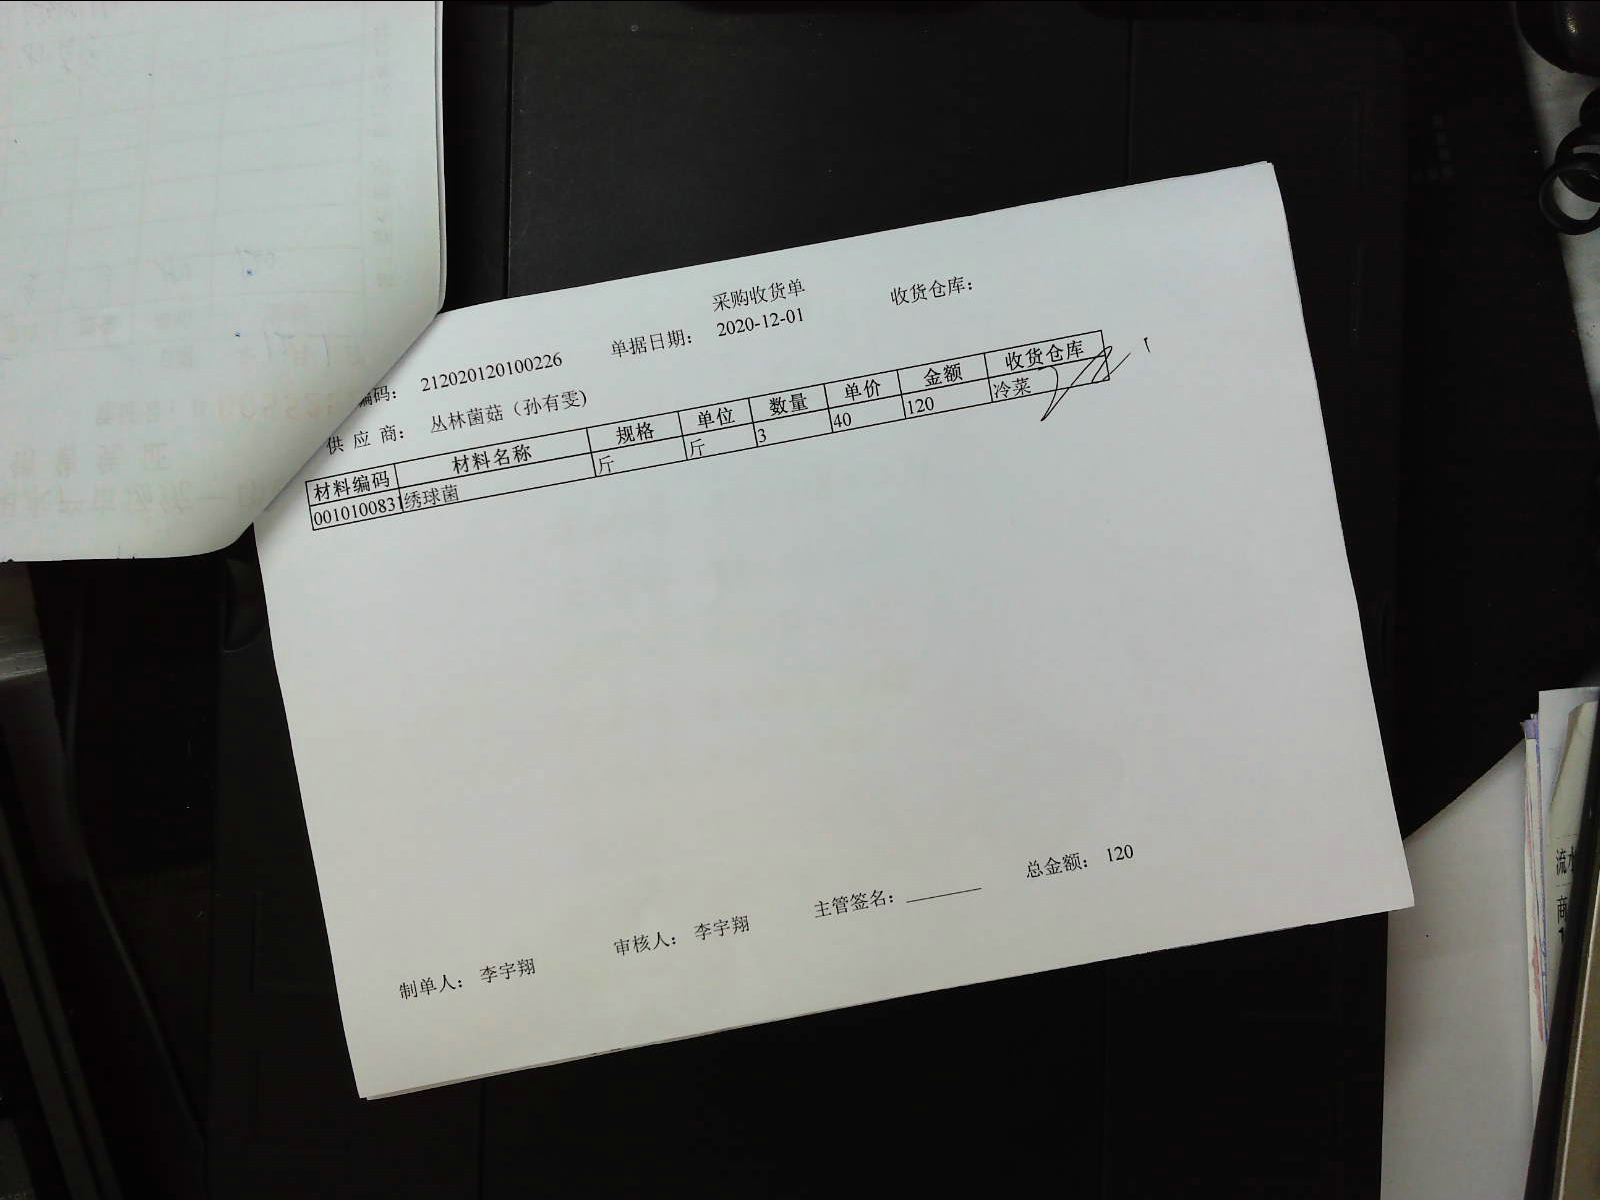 采购收货单
编码： 212020120100226 单据日期： 2020-12-01 收货仓库：
供 应 商： 丛林菌菇（孙有雯)
材料编码 材料名称 规格 单位 数量 单价 金额 收货仓库
0010100831 绣球菌 斤 斤 3 40 120 冷菜
制单人： 李宇翔 审核人： 李宇翔 主管签名： 总金额： 120
流水
商